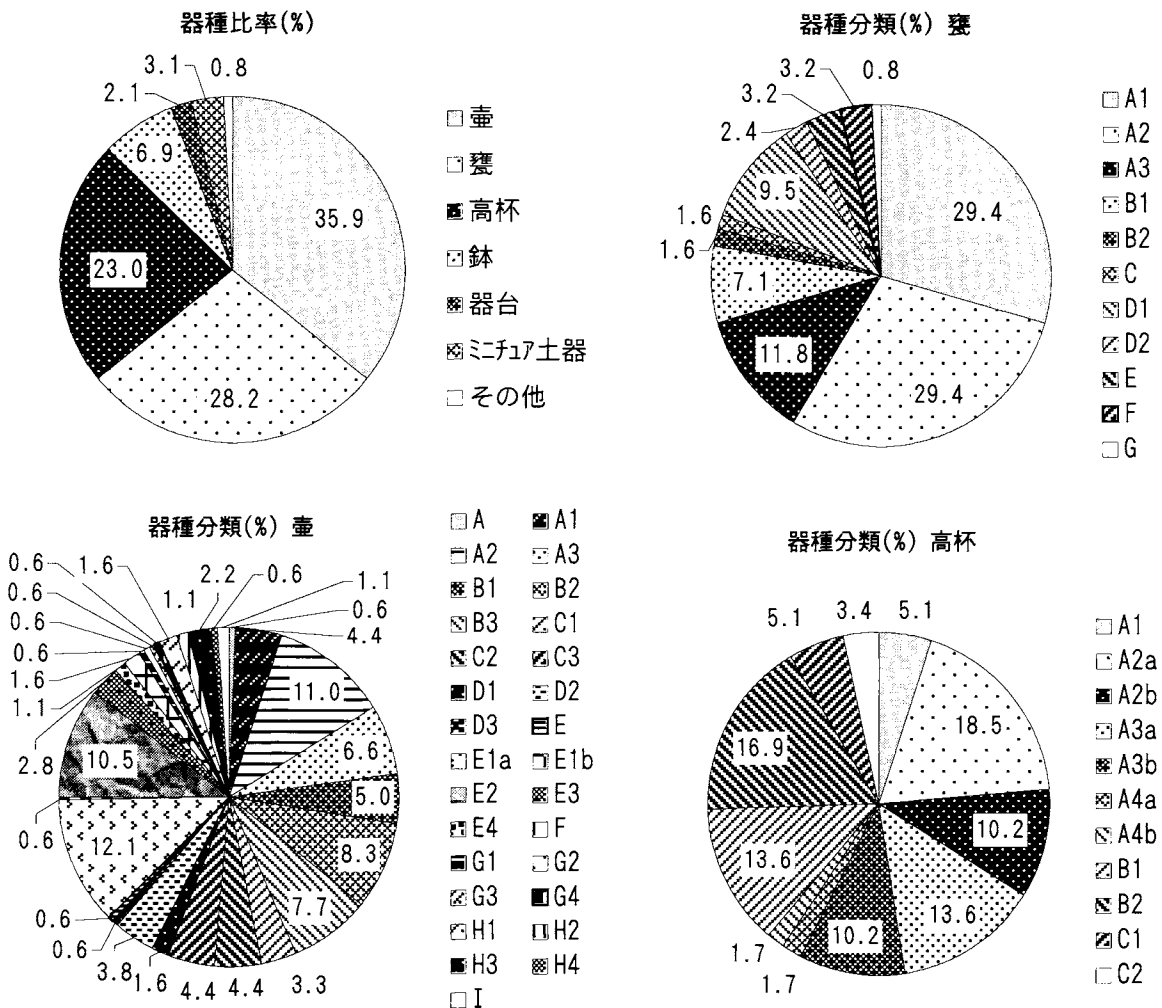 器種比率(%)
3.1 0.8
2.1
6.9
35.9
23.0
28.2
壷
甕
高杯
鉢
器台
ミニチュア土器
その他
器種分類(%) 甕
3.2 0.8
3.2
2.4
9.5
29.4
1.6
1.6
7.1
11.8
29.4
A1
A2
A3
B1
B2
C
D1
D2
E
F
G
器種分類(%) 壷
0.6 1.6 2.2 0.6
0.6 1.1 1.1
0.6 0.6
0.6 4.4
1.6
1.1
11.0
2.8
10.5
6.6
5.0
0.6
12.1
8.3
7.7
0.6
0.6
3.8 1.6 4.4 4.4 3.3
A A1
A2 A3
B1 B2
B3 C1
C2 C3
D1 D2
D3 E
E1a E1b
E2 E3
E4 F
G1 G2
G3 G4
H1 H2
H3 H4
I
器種分類(%) 高杯
5.1 3.4 5.1
18.5
16.9
10.2
13.6
13.6
10.2
1.7
1.7
A1
A2a
A2b
A3a
A3b
A4a
A4b
B1
B2
C1
C2